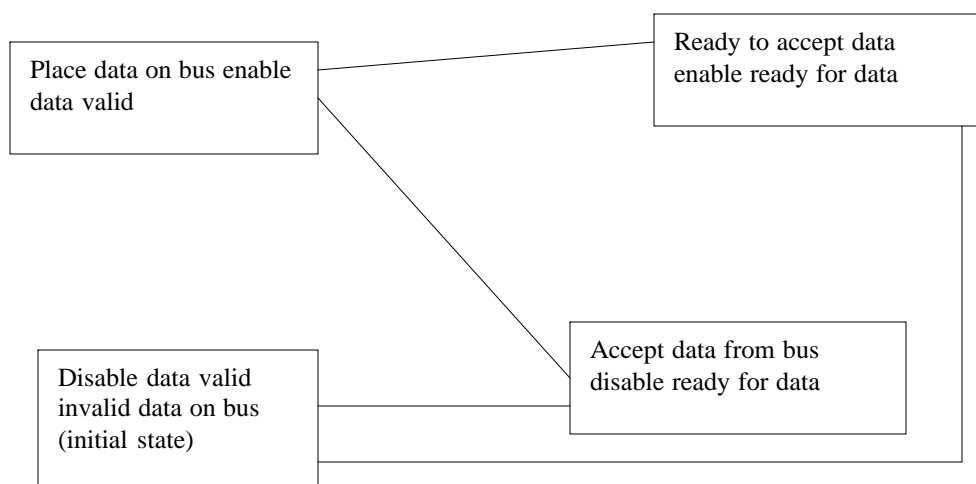 Place data on bus enable
data valid
Ready to accept data
enable ready for data
Accept data from bus
disable ready for data
Disable data valid
invalid data on bus
(initial state)